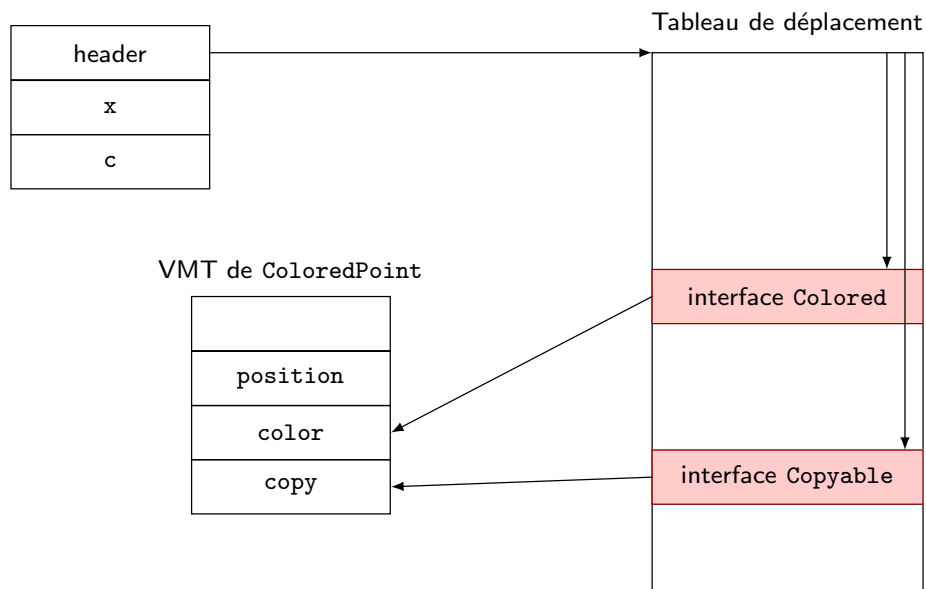 Tableau de déplacement
header
x
c
VMT de ColoredPoint
interface Colored
position
color
interface Copyable
copy